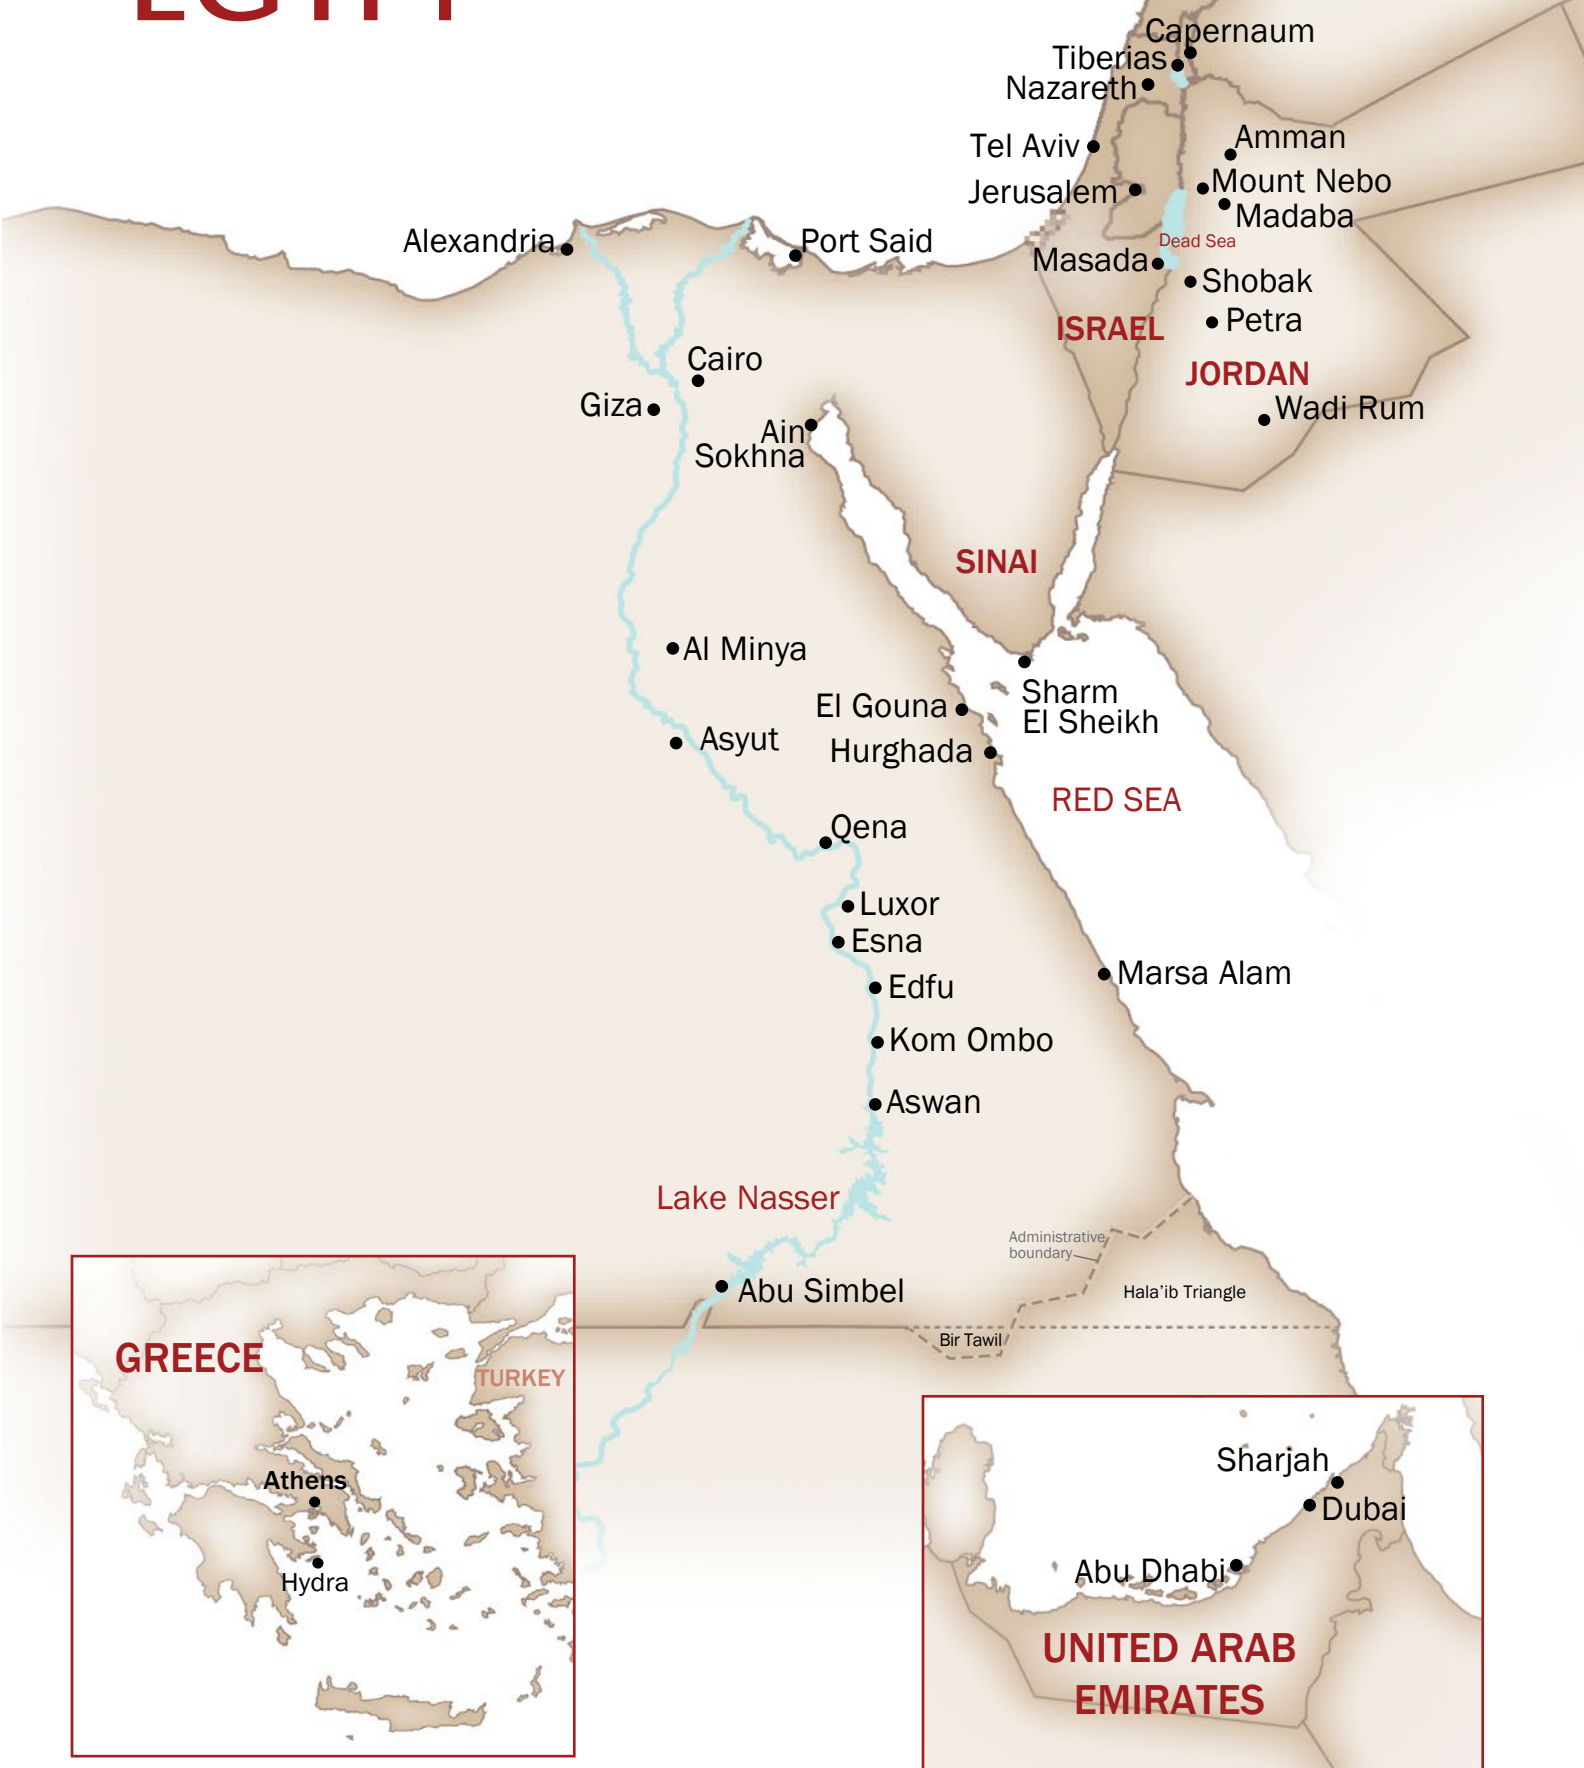 EGYPT
Capernaum
Tiberias
Nazareth
Tel Aviv
Amman
Jerusalem
Mount Nebo
Madaba
Alexandria
Port Said
Dead Sea
Masada
Shobak
ISRAEL
Petra
Cairo
JORDAN
Giza
Wadi Rum
Ain
Sokhna
SINAI
Al Minya
Sharm
El Sheikh
El Gouna
Asyut
Hurghada
RED SEA
Qena
Luxor
Esna
Marsa Alam
Edfu
Kom Ombo
Aswan
Lake Nasser
Administrative
boundary
Abu Simbel
Hala'ib Triangle
Bir Tawil
GREECE
TURKEY
Athens
Hydra
Sharjah
Dubai
Abu Dhabi
UNITED ARAB
EMIRATES